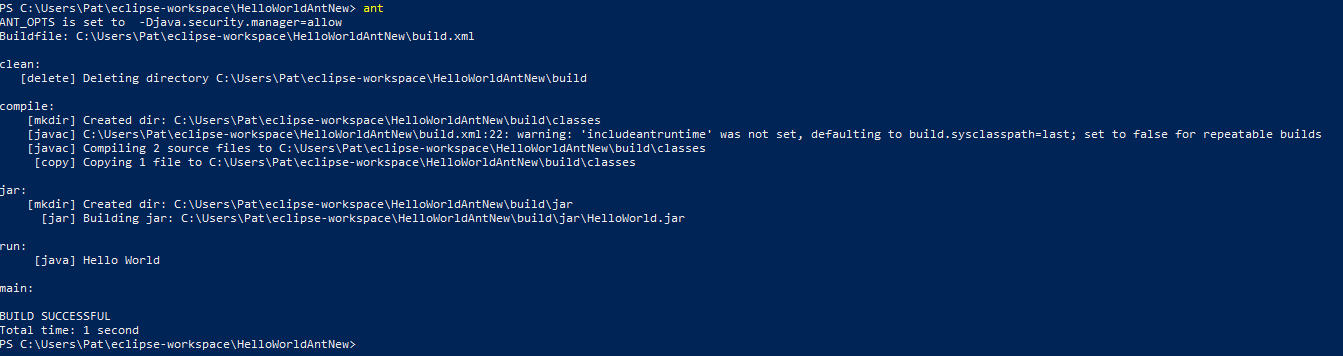 PS C:\Users\Pat\eclipse-workspace\HelloWorldAntNew> ant
ANT_OPTS is set to  -Djava.security.manager=allow
Buildfile: C:\Users\Pat\eclipse-workspace\HelloWorldAntNew\build.xml
clean:
[delete] Deleting directory C:\Users\Pat\eclipse-workspace\HelloWorldAntNew\build
compile:
[mkdir] Created dir: C:\Users\Pat\eclipse-workspace\HelloWorldAntNew\build\classes
[javac] C:\Users\Pat\eclipse-workspace\HelloWorldAntNew\build.xml:22: warning: 'includeantruntime' was not set, defaulting to build.sysclasspath=last; set to false for repeatable builds
[javac] Compiling 2 source files to C:\Users\Pat\eclipse-workspace\HelloWorldAntNew\build\classes
[copy] Copying 1 file to C:\Users\Pat\eclipse-workspace\HelloWorldAntNew\build\classes
jar:
[mkdir] Created dir: C:\Users\Pat\eclipse-workspace\HelloWorldAntNew\build\jar
[jar] Building jar: C:\Users\Pat\eclipse-workspace\HelloWorldAntNew\build\jar\HelloWorld.jar
run:
[java] Hello World
main:
BUILD SUCCESSFUL
Total time: 1 second
PS C:\Users\Pat\eclipse-workspace\HelloWorldAntNew>